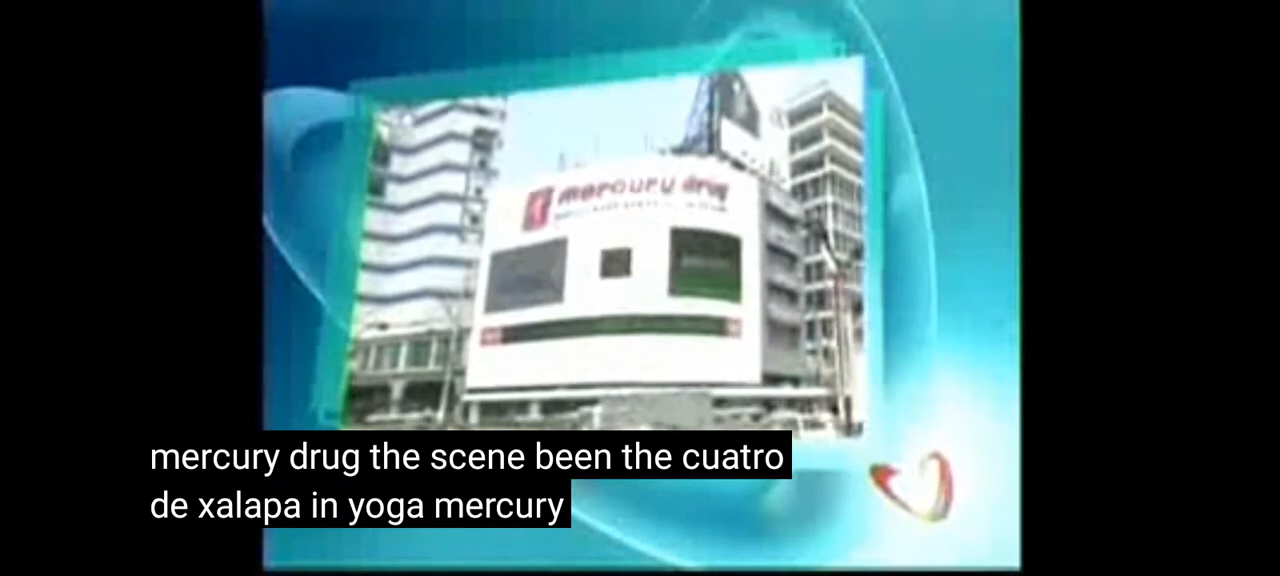 mercury drug
mercury drug the scene been the cuatro
de xalapa in yoga mercury